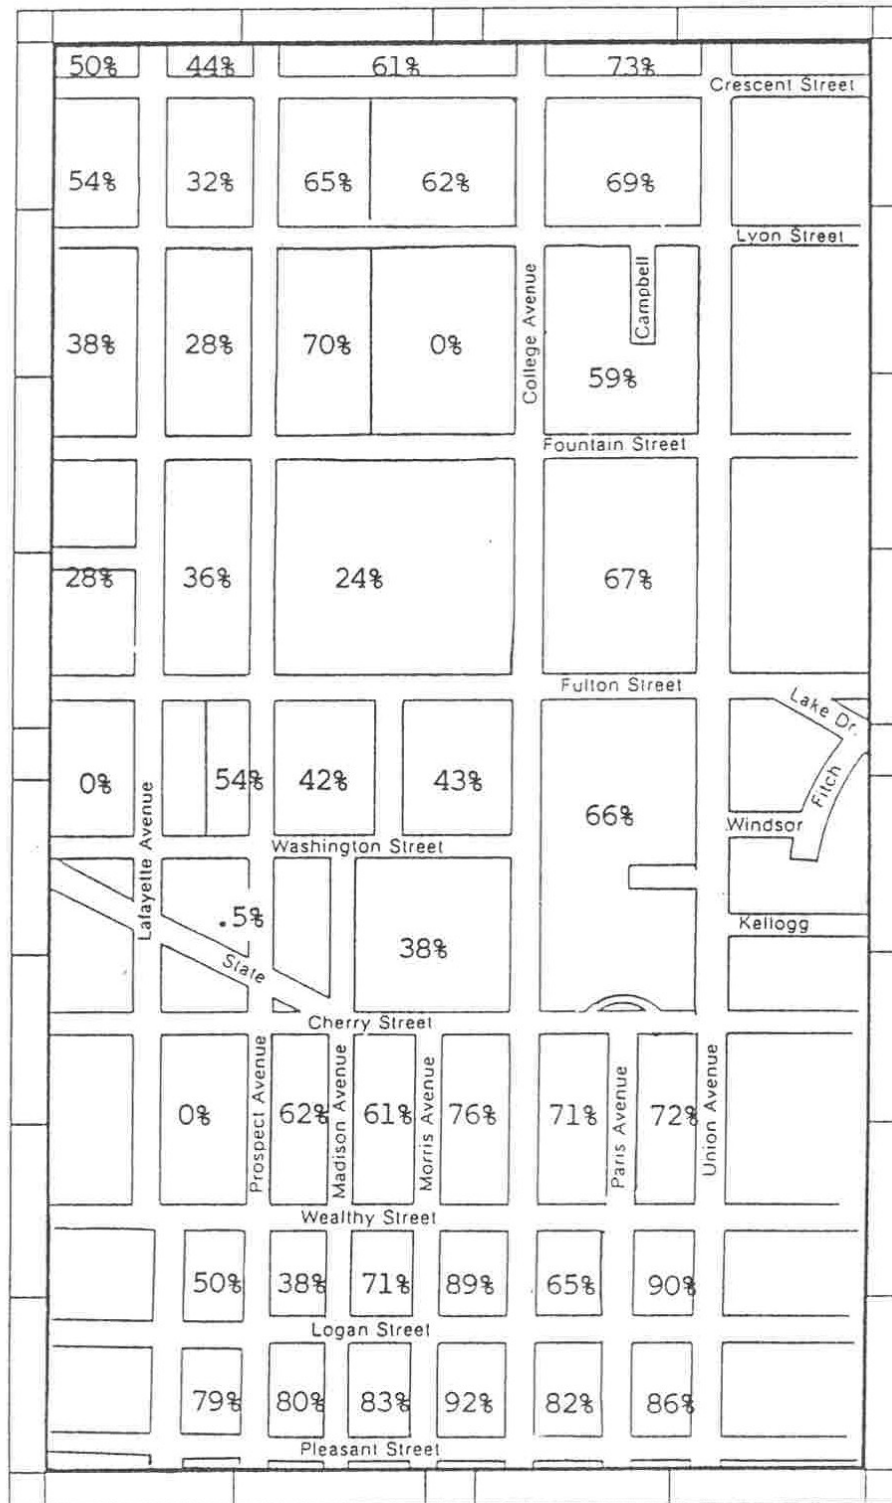 50% 44% 61% 73%
Crescent Street
54% 32% 65% 62% 69%
Lyon Street
College Avenue
Campbell
38% 28% 70% 0% 59%
Fountain Street
28% 36% 24% 67%
Fulton Street
Lake Dr.
Fitch
0% 54% 42% 43% 66%
Windsor
Lafayette Avenue
Washington Street
.5% 38%
Kellogg
State
Cherry Street
Prospect Avenue
Madison Avenue
Morris Avenue
Paris Avenue
Union Avenue
0% 62% 61% 76% 71% 72%
Wealthy Street
50% 38% 71% 89% 65% 90%
Logan Street
79% 80% 83% 92% 82% 86%
Pleasant Street